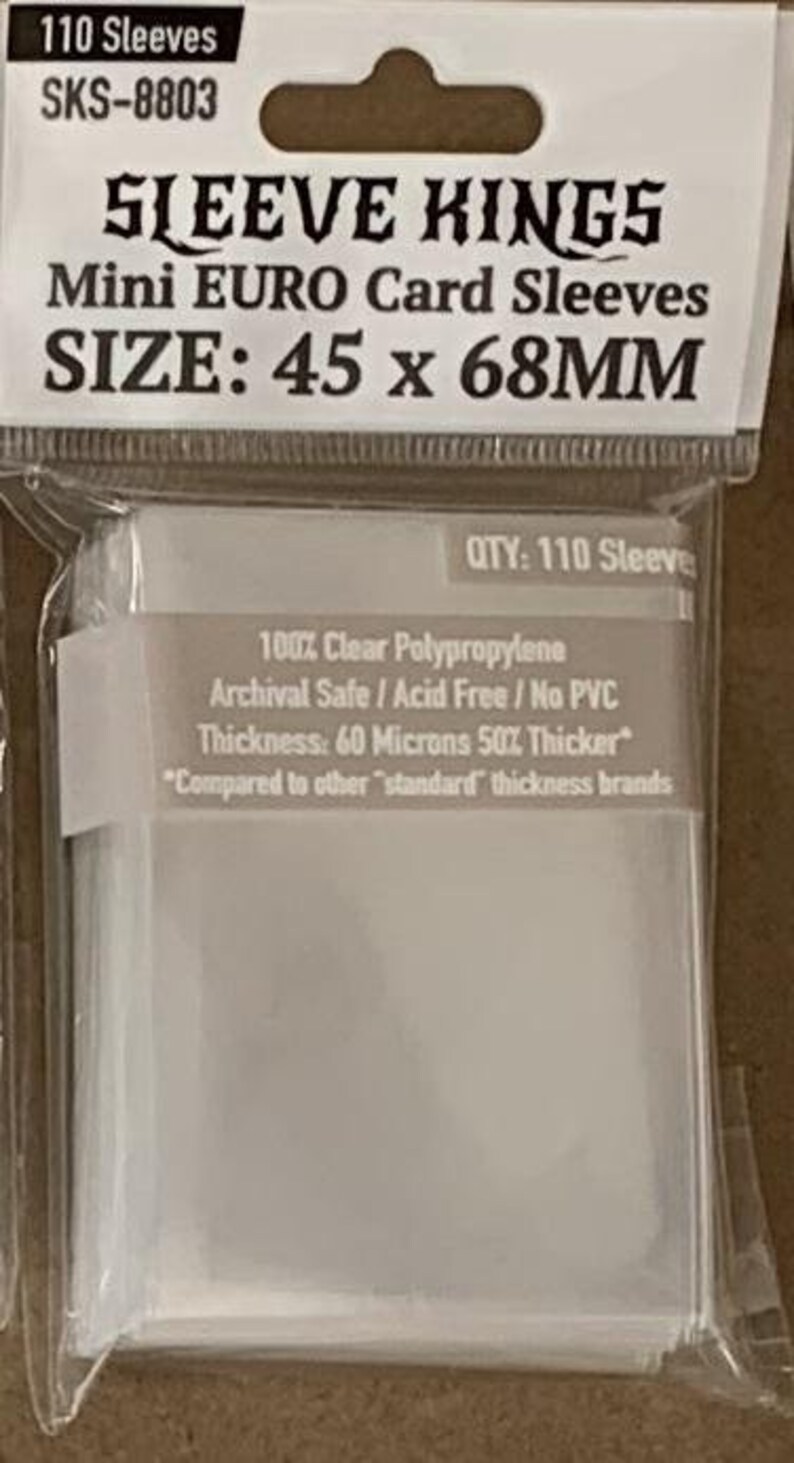 110 Sleeves
SKS-8803
SLEEVE KINGS
Mini EURO Card Sleeves
SIZE: 45 x 68MM
QTY: 110 Sleeves
100% Clear Polypropylene
Archival Safe / Acid Free / No PVC
Thickness: 60 Microns 50% Thicker*
*Compared to other "standard" thickness brands